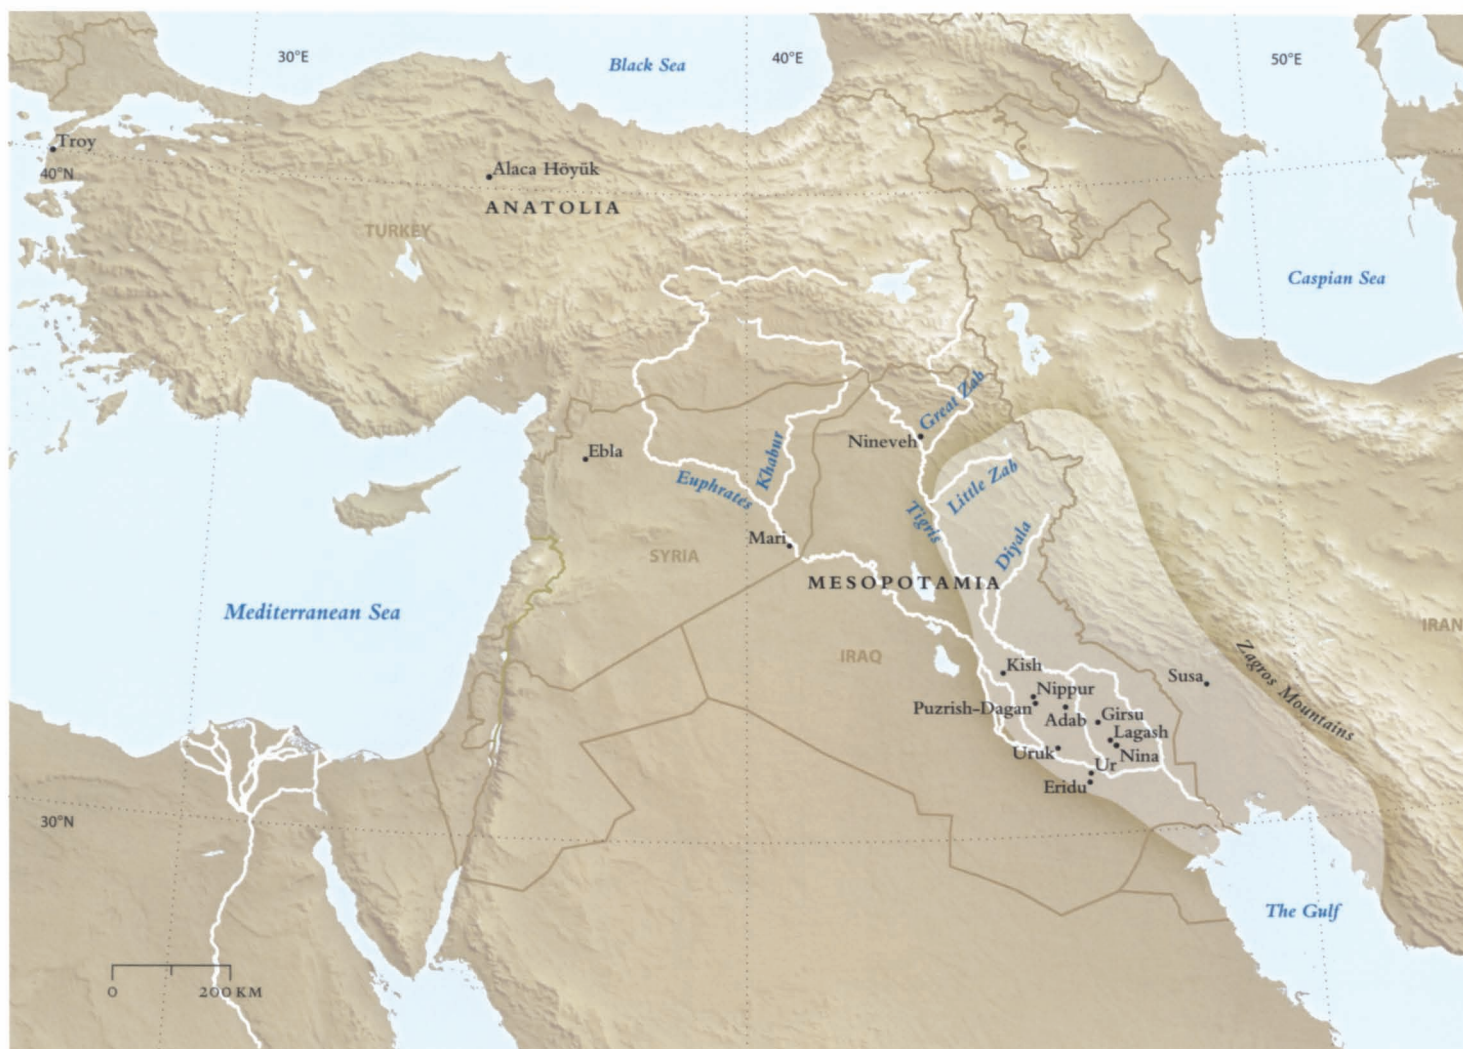 30°E
Black Sea
40°E
50°E
Troy
40°N
Alaca Höyük
ANATOLIA
TURKEY
Caspian Sea
Great Zab
Nineveh
Ebla
Khabur
Euphrates
Little Zab
Tigris
Mari
Diyala
SYRIA
MESOPOTAMIA
Mediterranean Sea
IRAQ
IRAN
Zagros Mountains
Kish
Susa
Nippur
Puzrish-Dagan
Adab
Girsu
Lagash
Uruk
Nina
Ur
Eridu
30°N
The Gulf
0
200 KM